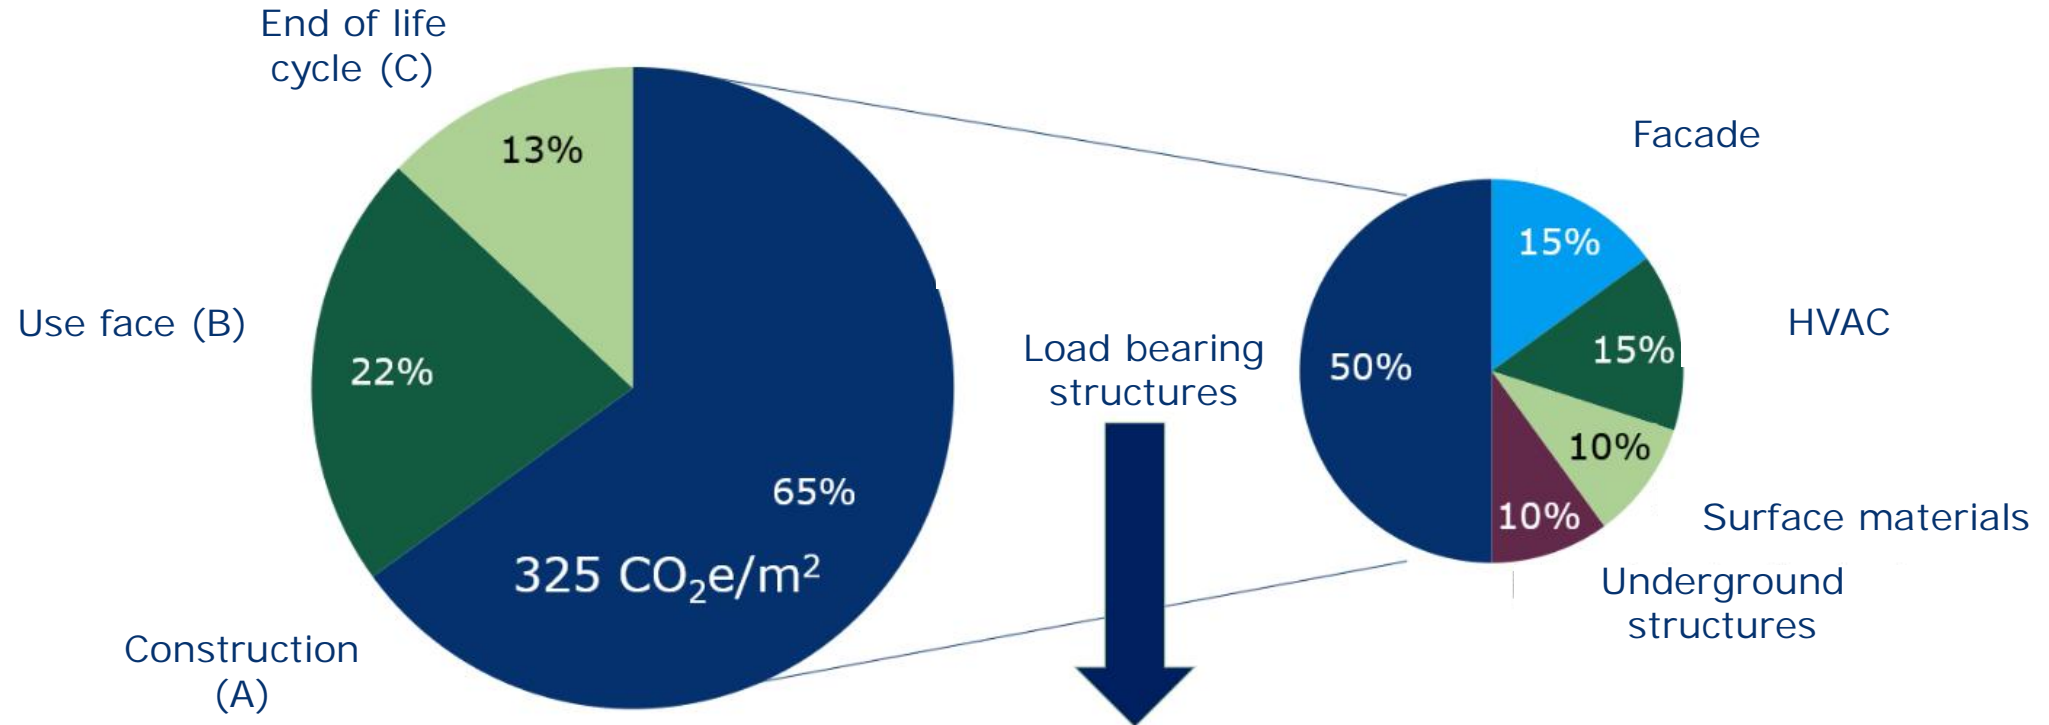 End of life
cycle (C)
13%
Facade
15%
Use face (B)
22%
HVAC
15%
Load bearing
structures
50%
10%
65%
10%
Surface materials
325 CO₂e/m²
Underground
structures
Construction
(A)